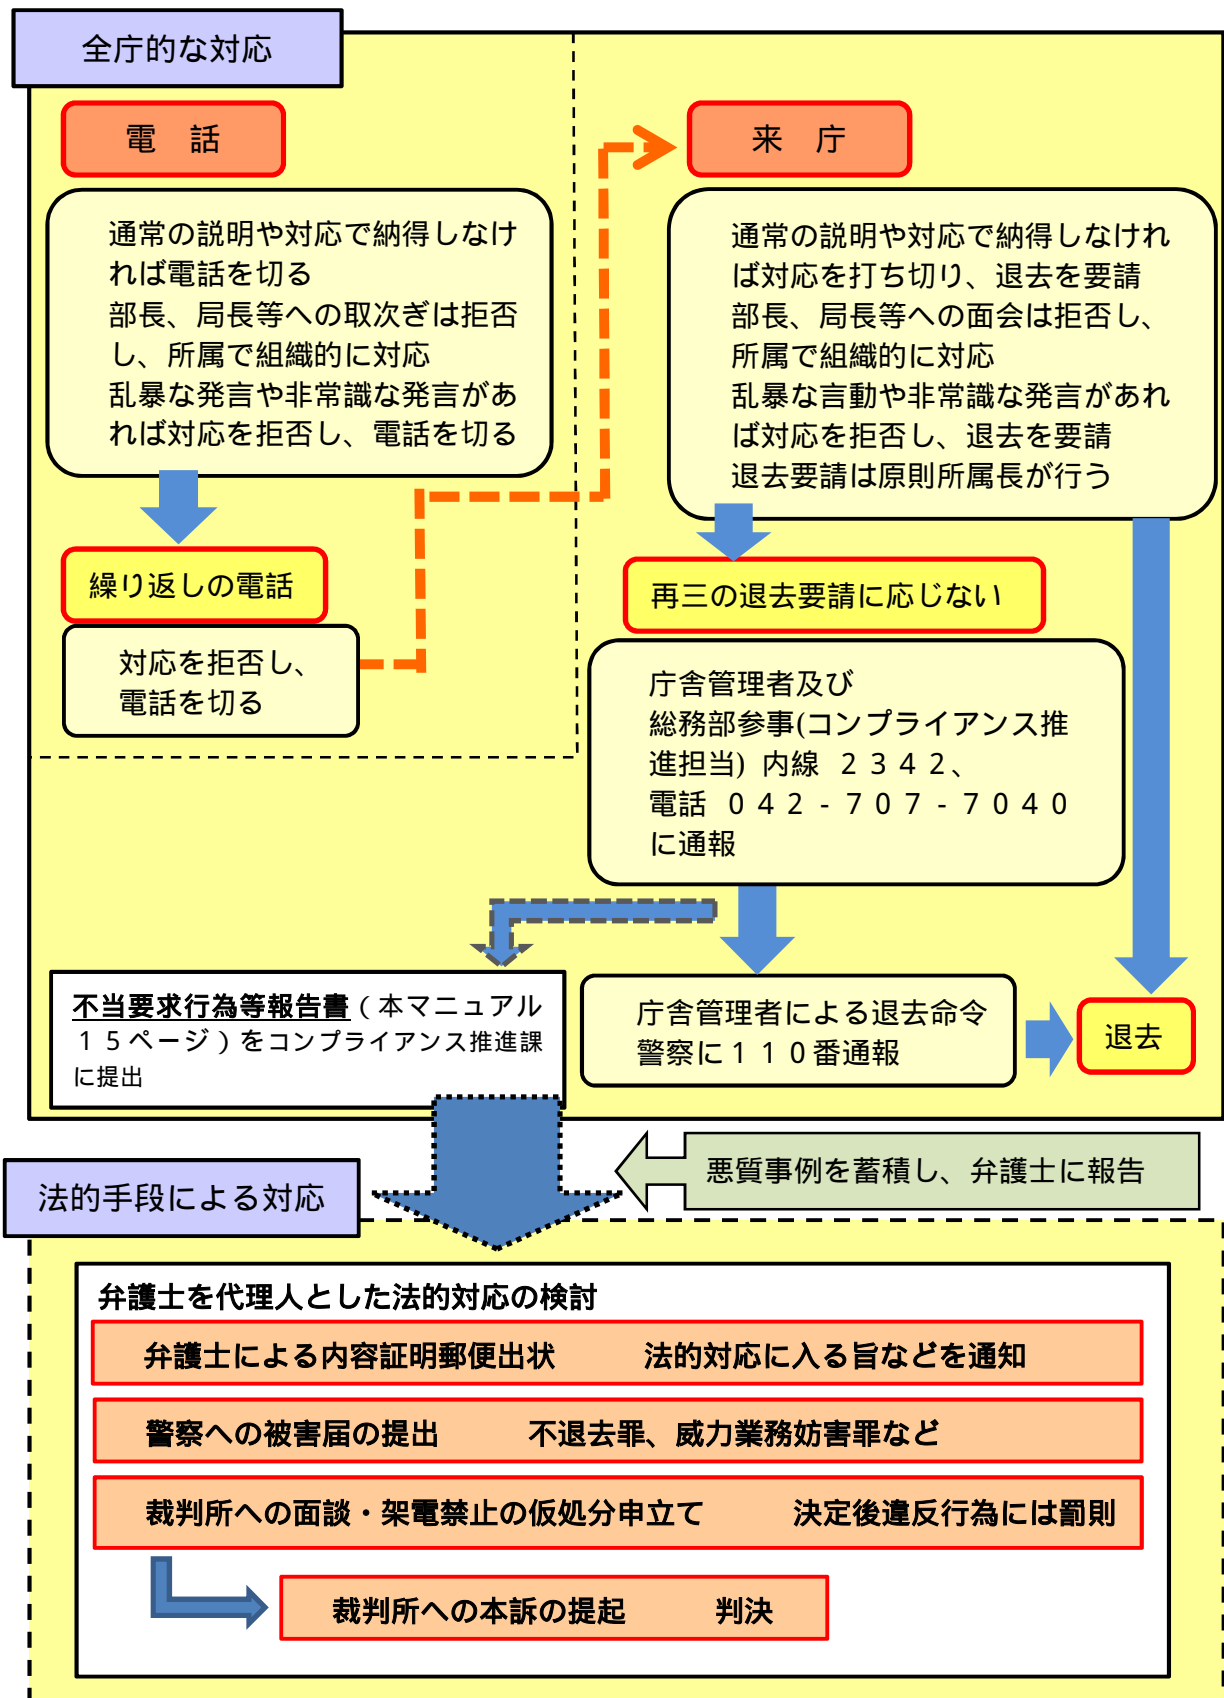 全庁的な対応
電　話
通常の説明や対応で納得しなけ
れば電話を切る
部長、局長等への取次ぎは拒否
し、所属で組織的に対応
乱暴な発言や非常識な発言があ
れば対応を拒否し、電話を切る
繰り返しの電話
対応を拒否し、
電話を切る
来　庁
通常の説明や対応で納得しなけれ
ば対応を打ち切り、退去を要請
部長、局長等への面会は拒否し、
所属で組織的に対応
乱暴な言動や非常識な発言があれ
ば対応を拒否し、退去を要請
退去要請は原則所属長が行う
再三の退去要請に応じない
庁舎管理者及び
総務部参事(コンプライアンス推
進担当) 内線 ２３４２、
電話 ０４２-７０７-７０４０
に通報
不当要求行為等報告書（本マニュアル
１５ページ）をコンプライアンス推進課
に提出
庁舎管理者による退去命令
警察に１１０番通報
退去
悪質事例を蓄積し、弁護士に報告
法的手段による対応
弁護士を代理人とした法的対応の検討
弁護士による内容証明郵便出状　　　法的対応に入る旨などを通知
警察への被害届の提出　　　不退去罪、威力業務妨害罪など
裁判所への面談・架電禁止の仮処分申立て　　　決定後違反行為には罰則
裁判所への本訴の提起　　　判決